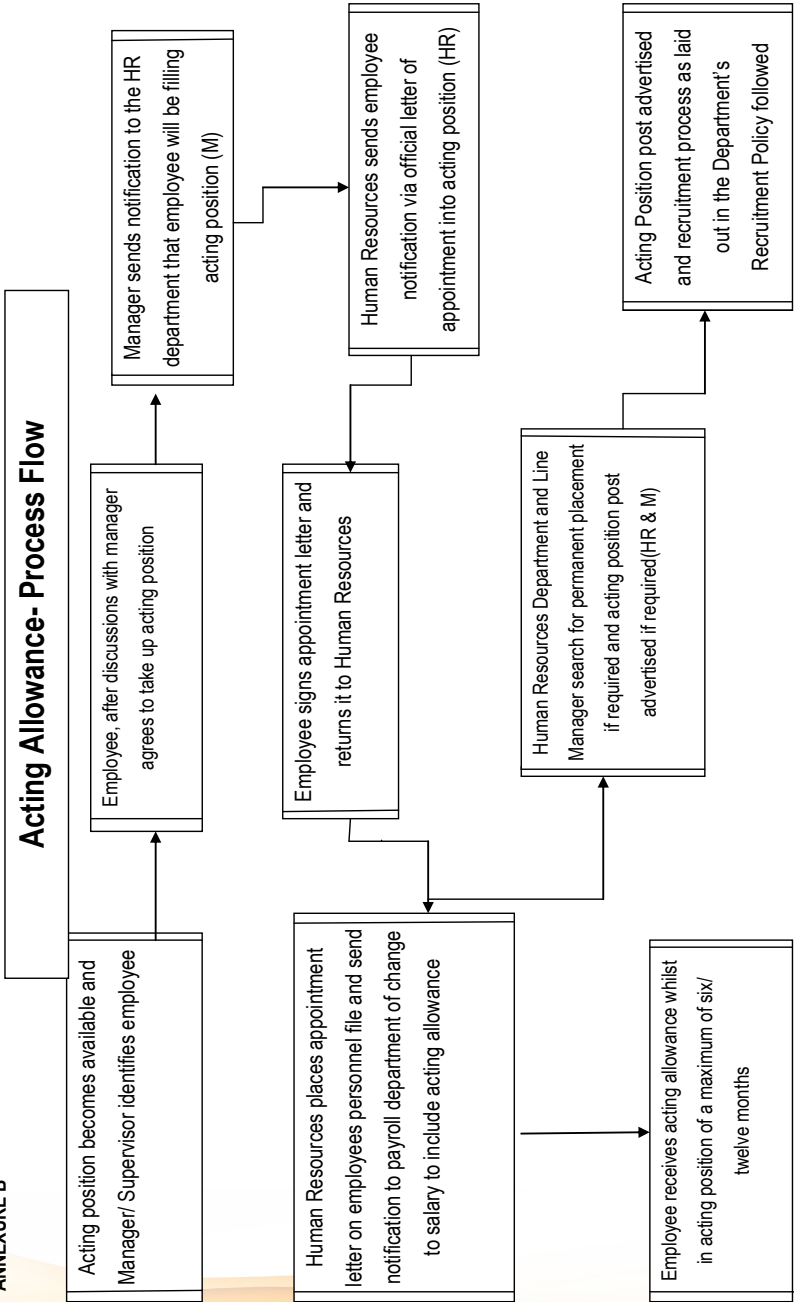 ANNEXURE B
Acting Allowance- Process Flow
Acting position becomes available and
Manager/ Supervisor identifies employee
Employee, after discussions with manager
agrees to take up acting position
Manager sends notification to the HR
department that employee will be filling
acting position (M)
Human Resources sends employee
notification via official letter of
appointment into acting position (HR)
Employee signs appointment letter and
returns it to Human Resources
Human Resources places appointment
letter on employees personnel file and send
notification to payroll department of change
to salary to include acting allowance
Human Resources Department and Line
Manager search for permanent placement
if required and acting position post
advertised if required(HR & M)
Acting Position post advertised
and recruitment process as laid
out in the Department's
Recruitment Policy followed
Employee receives acting allowance whilst
in acting position of a maximum of six/
twelve months